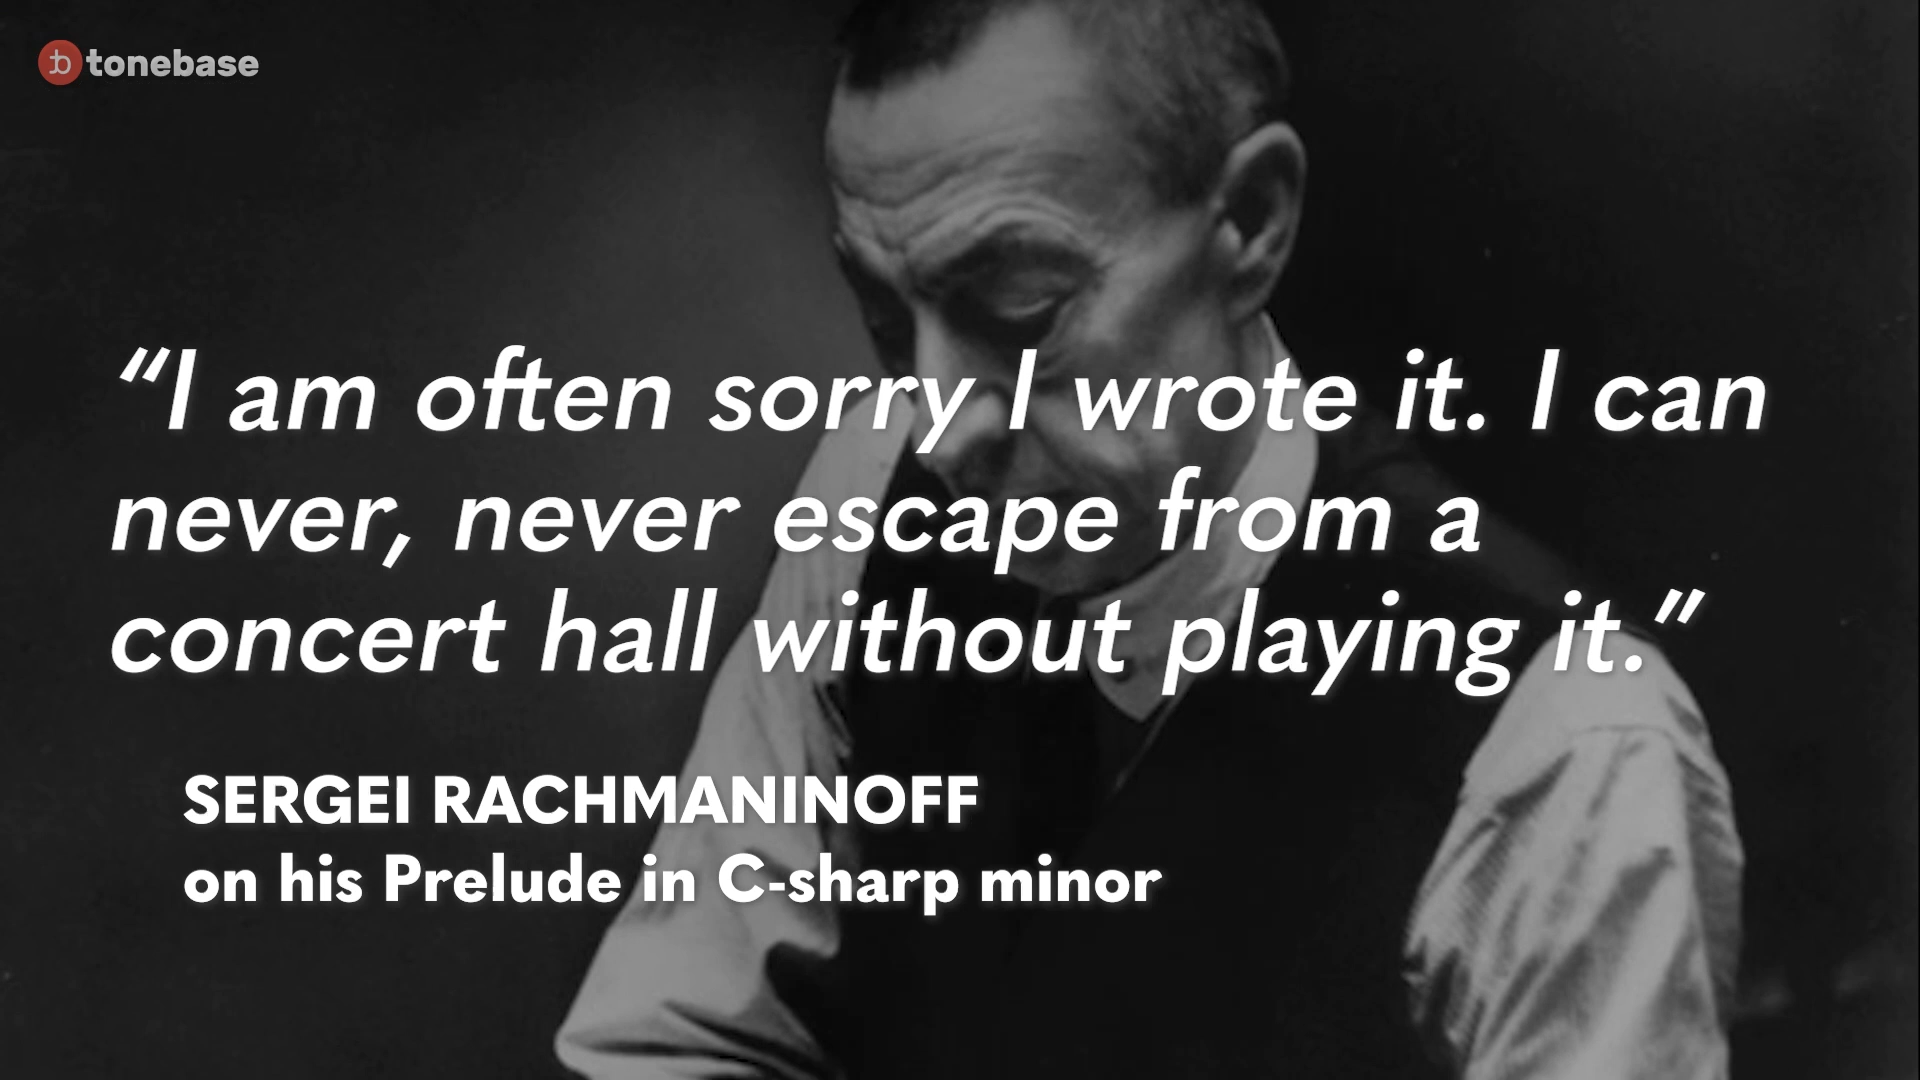 tonebase
“I am often sorry I wrote it. I can
never, never escape from a
concert hall without playing it.”
SERGEI RACHMANINOFF
on his Prelude in C-sharp minor